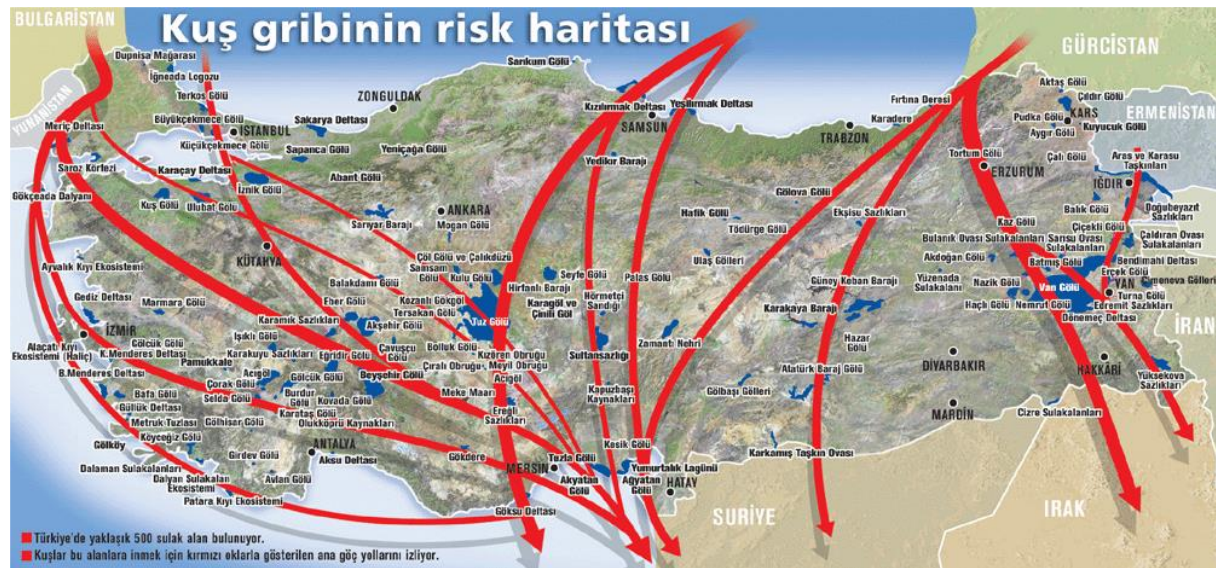 Kuş gribinin risk haritası
BULGARİSTAN
YUNANİSTAN
GÜRCİSTAN
ERMENİSTAN
İRAN
IRAK
SURİYE
Dupnisa Mağarası
İğneada Logozu
Terkos Gölü
Büyükçekmece Gölü
İSTANBUL
Küçükçekmece Gölü
Meriç Deltası
Saroz Körfezi
Karaçay Deltası
Gökçeada Dalyanı
İznik Gölü
Kuş Gölü
Ulubat Gölü
Sarıkum Gölü
ZONGULDAK
Sakarya Deltası
Sapanca Gölü
Yeniçağa Gölü
Abant Gölü
ANKARA
Mogan Gölü
Sarıyar Barajı
KÜTAHYA
Kızılırmak Deltası
Yeşilırmak Deltası
SAMSUN
Yedikır Barajı
Fırtına Deresi
Karadere
TRABZON
Aktaş Gölü
Çıldır Gölü
Pudka Gölü
KARS
Kuyucuk Gölü
Aygır Gölü
Tortum Gölü
Çalı Gölü
Aras ve Karasu
Taşkınları
ERZURUM
IĞDIR
Doğubeyazıt
Sazlıkları
Balık Gölü
Çiçekli Gölü
Gölova Gölü
Ekşisu Sazlıkları
Hafik Gölü
Tödürge Gölü
Kaz Gölü
Bulanık Ovası
Sulakalanları
Sarısu Ovası
Sulakalanları
Çaldıran Ovası
Sulakalanları
Akdoğan Gölü
Batmış Gölü
Bendimahi Deltası
Erçek Gölü
VAN
Yüzenada
Sulakalanı
Nazik Gölü
Van Gölü
Turna Gölü
Edremit Sazlıkları
Haçlı Gölü
Nemrut Gölü
Dönemeç Deltası
HAKKARİ
Yüksekova
Sazlıkları
Ayvalık Kıyı Ekosistemi
Gediz Deltası
Marmara Gölü
İZMİR
Alaçatı Kıyı
Ekosistemi (Haliç)
Gölcük Gölü
K.Menderes Deltası
B.Menderes Deltası
Pamukkale
Balakdamı Gölü
Eber Gölü
Karamık Sazlıkları
Akşehir Gölü
Işıklı Gölü
Karakuyu Sazlıkları
Eğridir Gölü
Çavuşçu
Gölü
Çöl Gölü ve Çalıkdüzü
Samsam
Gölü
Kulu Gölü
Kozanlı Gökgöl
Tersakan Gölü
Tuz Gölü
Bolluk Gölü
Hirfanlı Barajı
Seyfe Gölü
Karagöl ve
Çinili Göl
Hörmetçi
Sandığı
Palas Gölü
Ulaş Gölleri
Güney Keban Barajı
Karakaya Barajı
Hazar
Gölü
Zamantı Nehri
Sultansazlığı
Atatürk Baraj Gölü
DİYARBAKIR
MARDİN
Gölbaşı Gölleri
Cizre Sulakalanları
Kızören Obruğu
Çıralı Obruğu
Meyil Obruğu
Acıgöl
Meke Maarı
Ereğli
Sazlıkları
Kapuzbaşı
Kaynakları
Acıgöl
Çorak Gölü
Gölcük Gölü
Beyşehir Gölü
Bafa Gölü
Salda Gölü
Burdur
Gölü
Kovada Gölü
Güllük Deltası
Karataş Gölü
Metruk Tuzlası
Gölhisar Gölü
Olukköprü Kaynakları
Gölköy
Köyceğiz Gölü
ANTALYA
Dalaman Sulakalanları
Girdev Gölü
Aksu Deltası
Dalyan Sulakalan
Ekosistemi
Avlan Gölü
Patara Kıyı Ekosistemi
Gökdere
Tuzla Gölü
MERSİN
Akyatan
Gölü
Göksu Deltası
Kesik Gölü
Yumurtalık Lagünü
Ağyatan
Gölü
HATAY
Karkamış Taşkın Ovası
Türkiye'de yaklaşık 500 sulak alan bulunuyor.
Kuşlar bu alanlara inmek için kırmızı oklarla gösterilen ana göç yollarını izliyor.